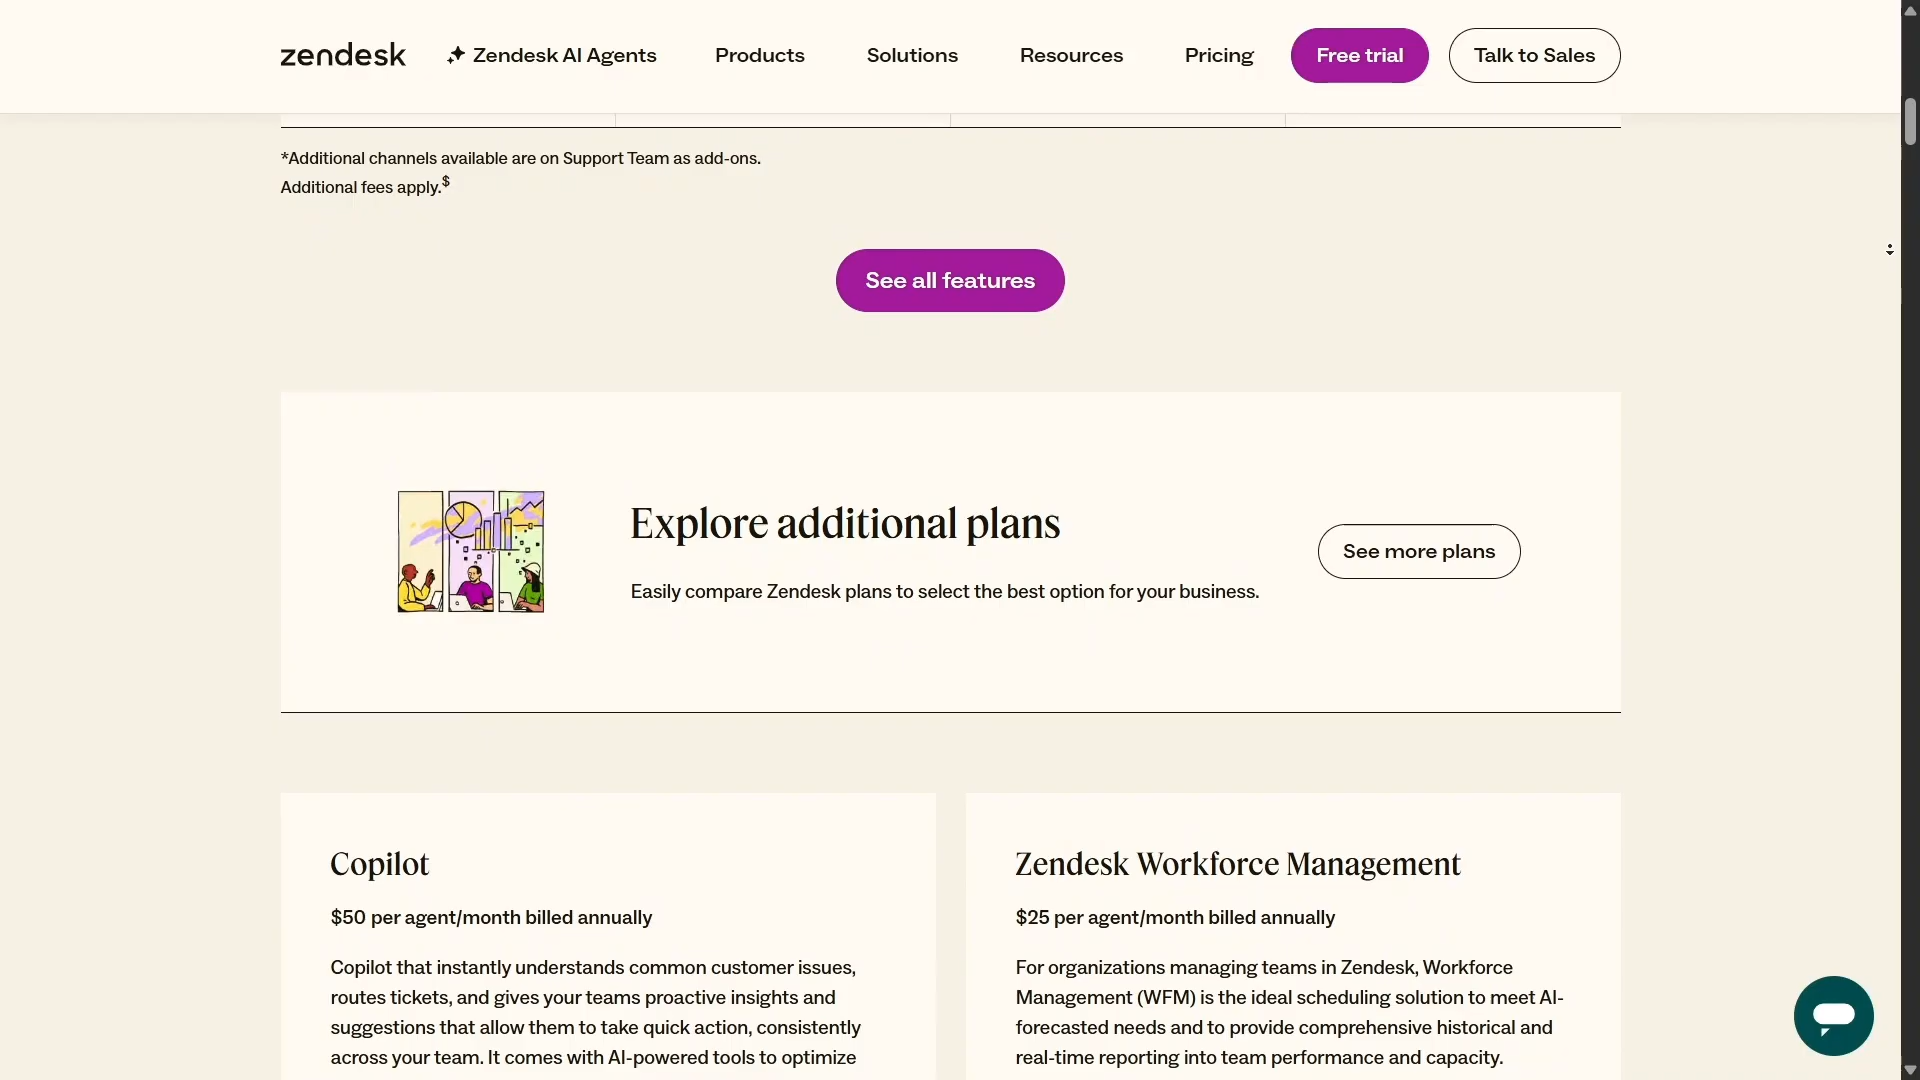 zendesk
Zendesk AI Agents
Products
Solutions
Resources
Pricing
Free trial
Talk to Sales
*Additional channels available are on Support Team as add-ons.
Additional fees apply.$
See all features
Explore additional plans
Easily compare Zendesk plans to select the best option for your business.
See more plans
Copilot
$50 per agent/month billed annually
Copilot that instantly understands common customer issues,
routes tickets, and gives your teams proactive insights and
suggestions that allow them to take quick action, consistently
across your team. It comes with AI-powered tools to optimize
Zendesk Workforce Management
$25 per agent/month billed annually
For organizations managing teams in Zendesk, Workforce
Management (WFM) is the ideal scheduling solution to meet AI-
forecasted needs and to provide comprehensive historical and
real-time reporting into team performance and capacity.